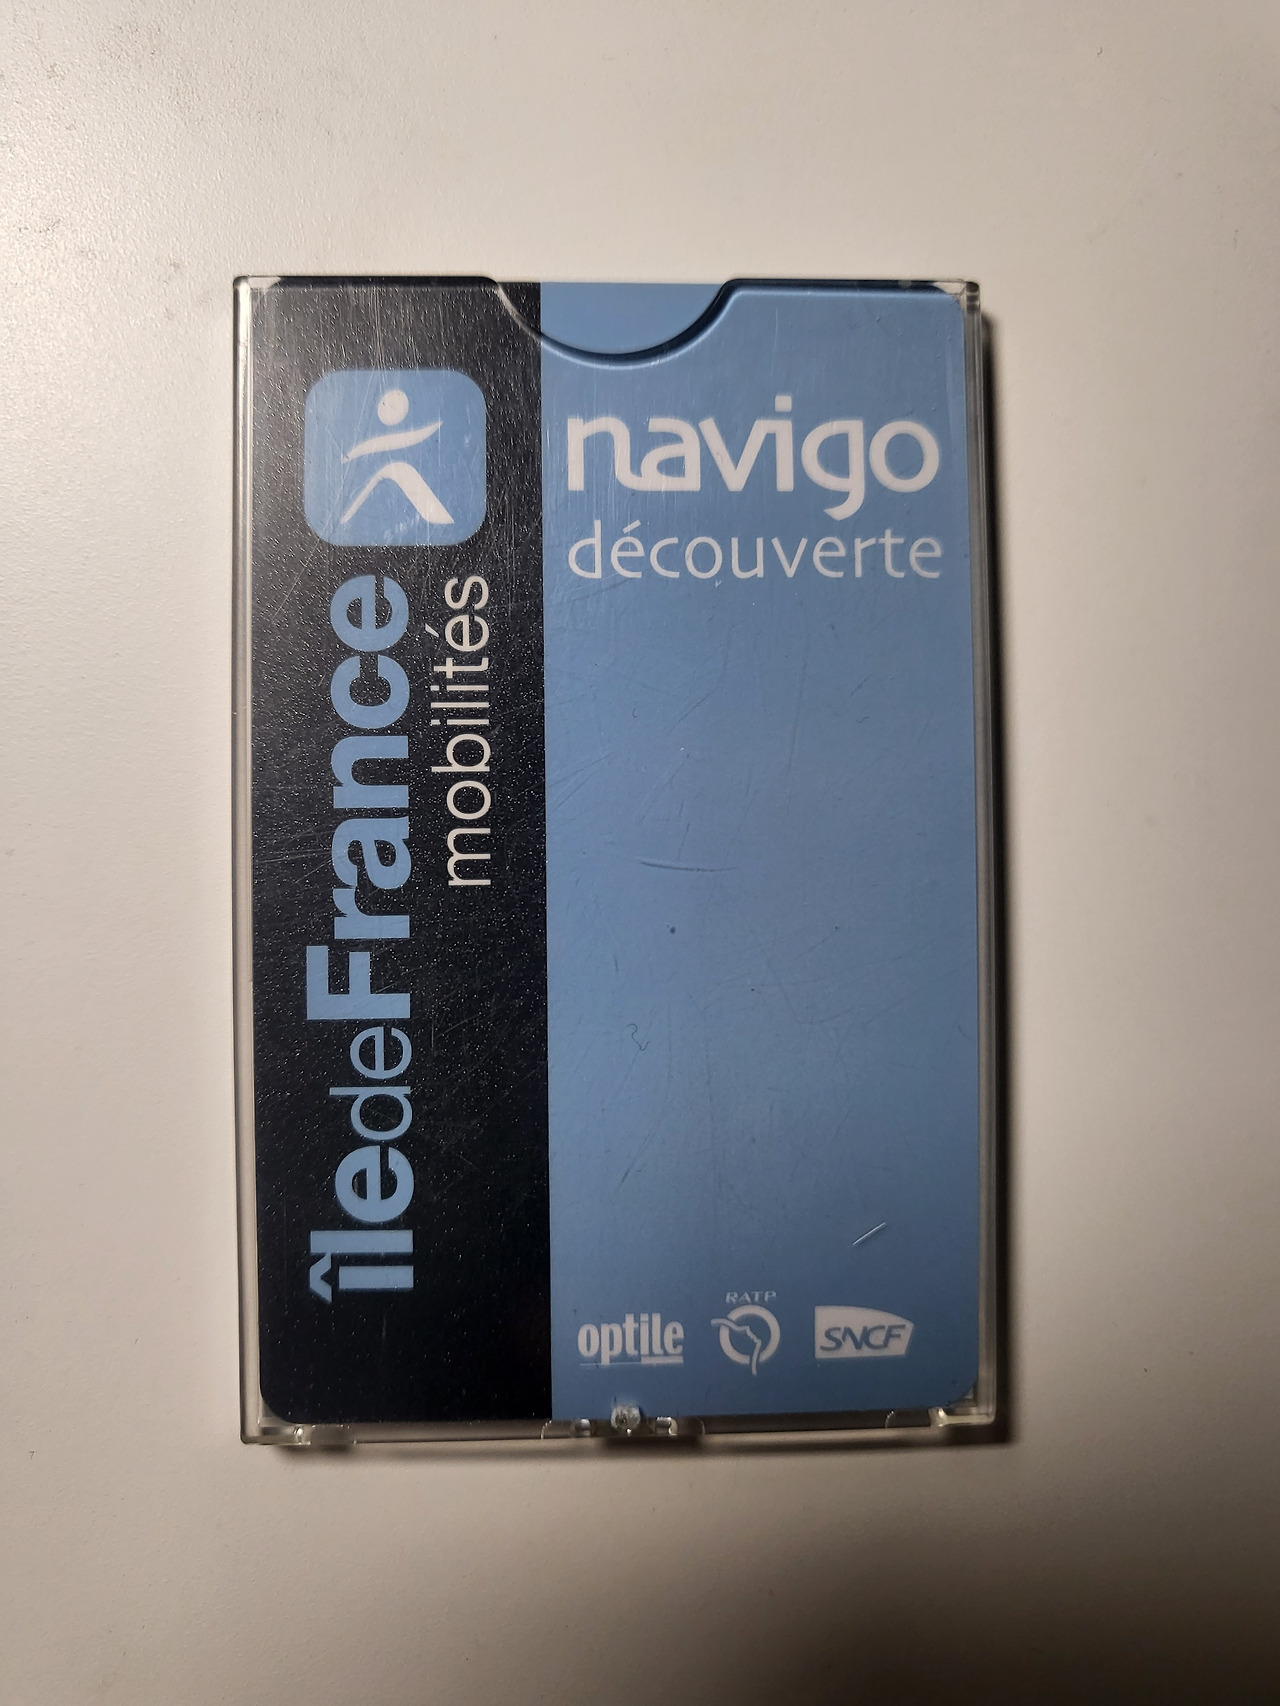 îledeFrance
mobilités
navigo
découverte
optile
RATP
SNCF